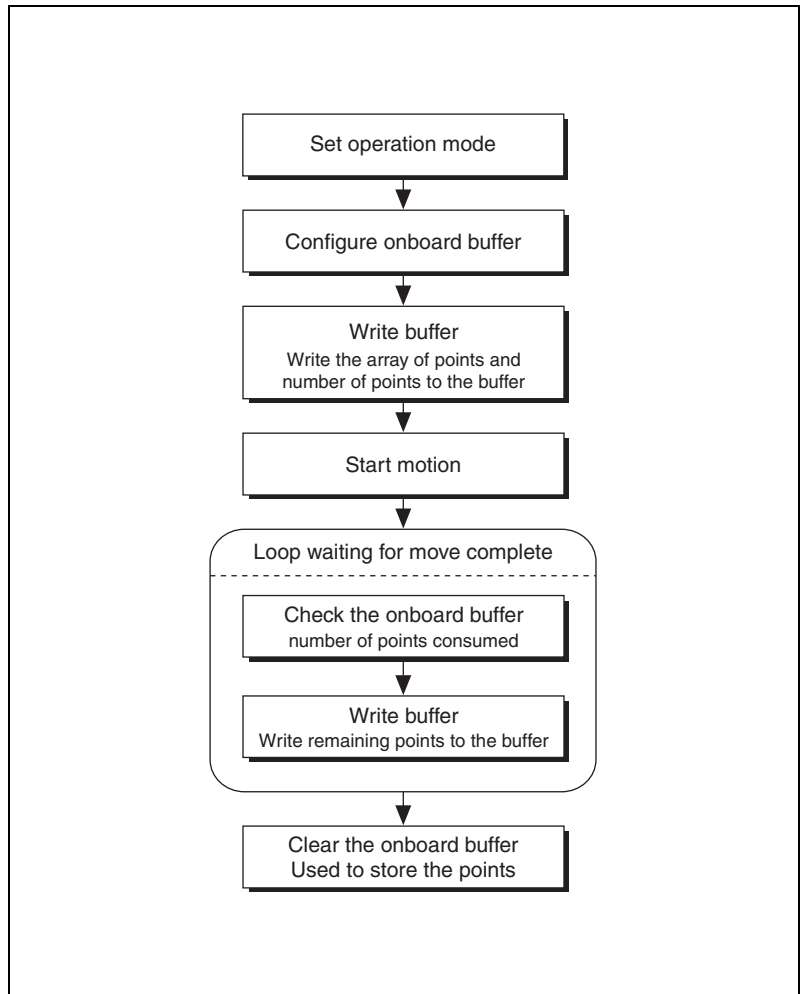 Set operation mode
Configure onboard buffer
Write buffer
Write the array of points and
number of points to the buffer
Start motion
Loop waiting for move complete
Check the onboard buffer
number of points consumed
Write buffer
Write remaining points to the buffer
Clear the onboard buffer
Used to store the points